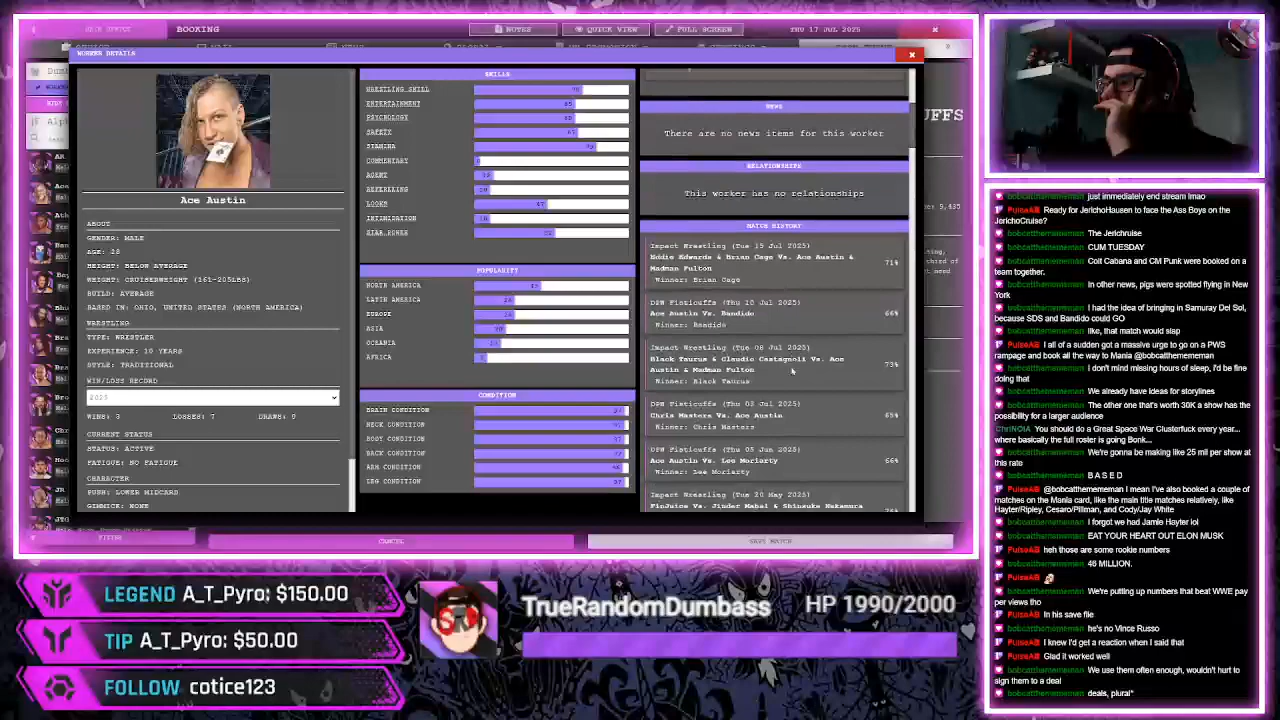 BOOKING
NOTES
QUICK VIEW
FULL SCREEN
THU 17 JUL 2025
WORKER DETAILS
Ace Austin
ABOUT
GENDER: MALE
AGE: 28
HEIGHT: BELOW AVERAGE
WEIGHT: CRUISERWEIGHT (161-205LBS)
BUILD: AVERAGE
BASED IN: OHIO, UNITED STATES (NORTH AMERICA)
WRESTLING
TYPE: WRESTLER
EXPERIENCE: 10 YEARS
STYLE: TRADITIONAL
WIN/LOSS RECORD
2025
WINS: 3 LOSSES: 7 DRAWS: 0
CURRENT STATUS
STATUS: ACTIVE
FATIGUE: NO FATIGUE
CHARACTER
PUSH: LOWER MIDCARD
GIMMICK: NONE
SKILLS
WRESTLING SKILL
ENTERTAINMENT
PSYCHOLOGY
SAFETY
STAMINA
COMMENTARY
AGENT
REFEREEING
LOOKS
INTIMIDATION
STAR POWER
POPULARITY
NORTH AMERICA
LATIN AMERICA
EUROPE
ASIA
OCEANIA
AFRICA
CONDITION
BRAIN CONDITION
NECK CONDITION
BODY CONDITION
BACK CONDITION
ARM CONDITION
LEG CONDITION
NEWS
There are no news items for this worker
RELATIONSHIPS
This worker has no relationships
MATCH HISTORY
Impact Wrestling (Tue 15 Jul 2025)
Eddie Edwards & Brian Cage Vs. Ace Austin &
Madman Fulton
Winner: Brian Cage
71%
DPW Fisticuffs (Thu 10 Jul 2025)
Ace Austin Vs. Bandido
Winner: Bandido
66%
Impact Wrestling (Tue 08 Jul 2025)
Black Taurus & Claudio Castagnoli Vs. Ace
Austin & Madman Fulton
Winner: Black Taurus
73%
DPW Fisticuffs (Thu 03 Jul 2025)
Chris Masters Vs. Ace Austin
Winner: Chris Masters
DPW Fisticuffs (Thu 05 Jun 2025)
Ace Austin Vs. Lee Moriarty
Winner: Lee Moriarty
66%
Impact Wrestling (Tue 20 May 2025)
FinJuice Vs. Jinder Mahal & Shinsuke Nakamura
CANCEL
SAVE MATCH
bobcatthemememan just immediately end stream lmao
PulseAB Ready for JerichoHausen to face the Ass Boys on the
JerichoCruise?
bobcatthemememan The Jerichruise
bobcatthemememan CUM TUESDAY
bobcatthemememan Colt Cabana and CM Punk were booked on a
team together.
bobcatthemememan In other news, pigs were spotted flying in New
York
bobcatthemememan I had the idea of bringing in Samuray Del Sol,
because SDS and Bandido could GO
bobcatthemememan like, that match would slap
PulseAB I all of a sudden got a massive urge to go on a PWS
rampage and book all the way to Mania @bobcatthemememan
bobcatthemememan I don't mind missing hours of sleep, I'd be fine
doing that
bobcatthemememan We already have ideas for storylines
bobcatthemememan The other one that's worth 30K a show has the
possibility for a larger audience
ChriNOIA You should do a Great Space War Clusterfuck every year...
where basically the full roster is going Bonk...
bobcatthemememan We're gonna be making like 25 mil per show at
this rate
bobcatthemememan B A S E D
PulseAB @bobcatthemememan I mean I've also booked a couple of
matches on the Mania card, like the main title matches relatively, like
Hayter/Ripley, Cesaro/Pillman, and Cody/Jay White
bobcatthemememan I forgot we had Jamie Hayter lol
bobcatthemememan EAT YOUR HEART OUT ELON MUSK
PulseAB heh those are some rookie numbers
bobcatthemememan 46 MILLION.
PulseAB
bobcatthemememan We're putting up numbers that beat WWE pay
per views tho
PulseAB In his save file
bobcatthemememan he's no Vince Russo
PulseAB I knew I'd get a reaction when I said that
PulseAB Glad it worked well
bobcatthemememan We use them often enough, wouldn't hurt to
sign them to a deal
bobcatthemememan deals, plural*
LEGEND A_T_Pyro: $150.00
TIP A_T_Pyro: $50.00
FOLLOW cotice123
SR
TrueRandomDumbass HP 1990/2000